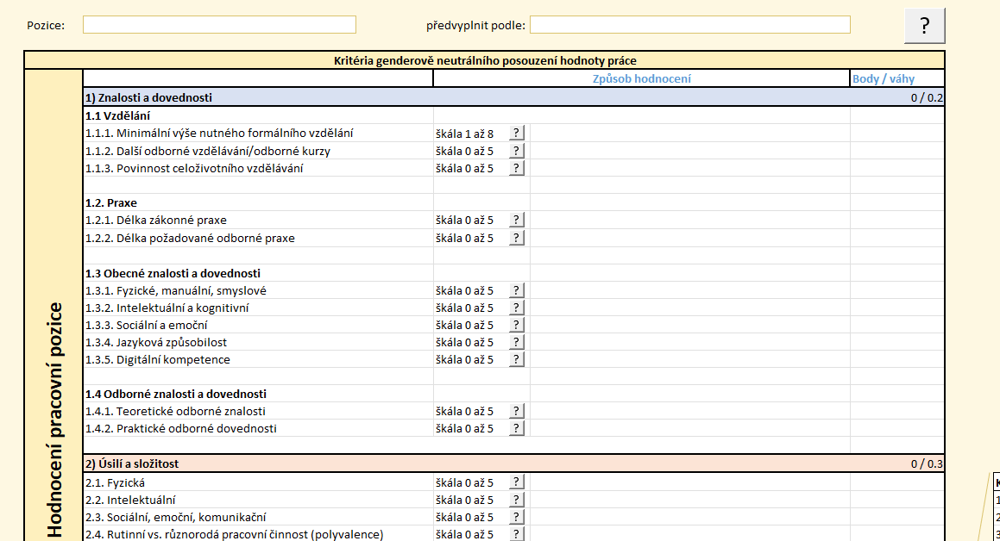 Pozice: předvyplnit podle: ?
Kritéria genderově neutrálního posouzení hodnoty práce
Způsob hodnocení Body / váhy
1) Znalosti a dovednosti 0 / 0.2
1.1 Vzdělání
1.1.1. Minimální výše nutného formálního vzdělání škála 1 až 8 ?
1.1.2. Další odborné vzdělávání/odborné kurzy škála 0 až 5 ?
1.1.3. Povinnost celoživotního vzdělávání škála 0 až 5 ?
1.2. Praxe
1.2.1. Délka zákonné praxe škála 0 až 5 ?
1.2.2. Délka požadované odborné praxe škála 0 až 5 ?
1.3 Obecné znalosti a dovednosti
1.3.1. Fyzické, manuální, smyslové škála 0 až 5 ?
1.3.2. Intelektuální a kognitivní škála 0 až 5 ?
1.3.3. Sociální a emoční škála 0 až 5 ?
1.3.4. Jazyková způsobilost škála 0 až 5 ?
1.3.5. Digitální kompetence škála 0 až 5 ?
1.4 Odborné znalosti a dovednosti
1.4.1. Teoretické odborné znalosti škála 0 až 5 ?
1.4.2. Praktické odborné dovednosti škála 0 až 5 ?
2) Úsilí a složitost 0 / 0.3
2.1. Fyzická škála 0 až 5 ?
2.2. Intelektuální škála 0 až 5 ?
2.3. Sociální, emoční, komunikační škála 0 až 5 ?
2.4. Rutinní vs. různorodá pracovní činnost (polyvalence) škála 0 až 5 ?
Hodnocení pracovní pozice